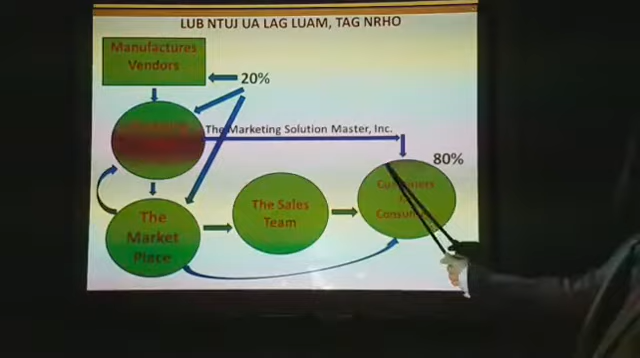 LUB NTUJ UA LAG LUAM, TAG NRHO
Manufactures
Vendors
20%
The Marketing Solution Master, Inc.
80%
Customers
Consumers
The Sales
Team
The
Market
Place